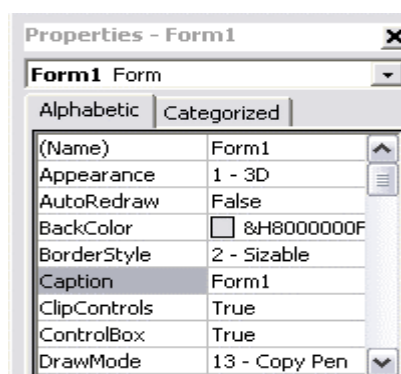 Properties - Form1
Form1 Form
Alphabetic Categorized
(Name) Form1
Appearance 1 - 3D
AutoRedraw False
BackColor &H8000000F
BorderStyle 2 - Sizable
Caption Form1
ClipControls True
ControlBox True
DrawMode 13 - Copy Pen